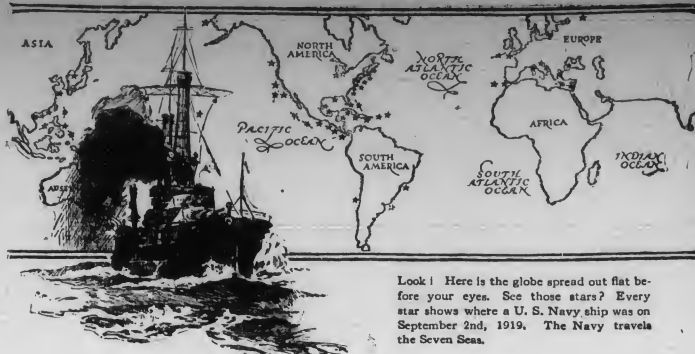 ASIA
NORTH
AMERICA
NORTH
ATLANTIC
OCEAN
EUROPE
PACIFIC
OCEAN
AFRICA
SOUTH
AMERICA
SOUTH
ATLANTIC
OCEAN
INDIAN
OCEAN
Look! Here is the globe spread out flat be-
fore your eyes. See those stars? Every
star shows where a U. S. Navy ship was on
September 2nd, 1919. The Navy travels
the Seven Seas.